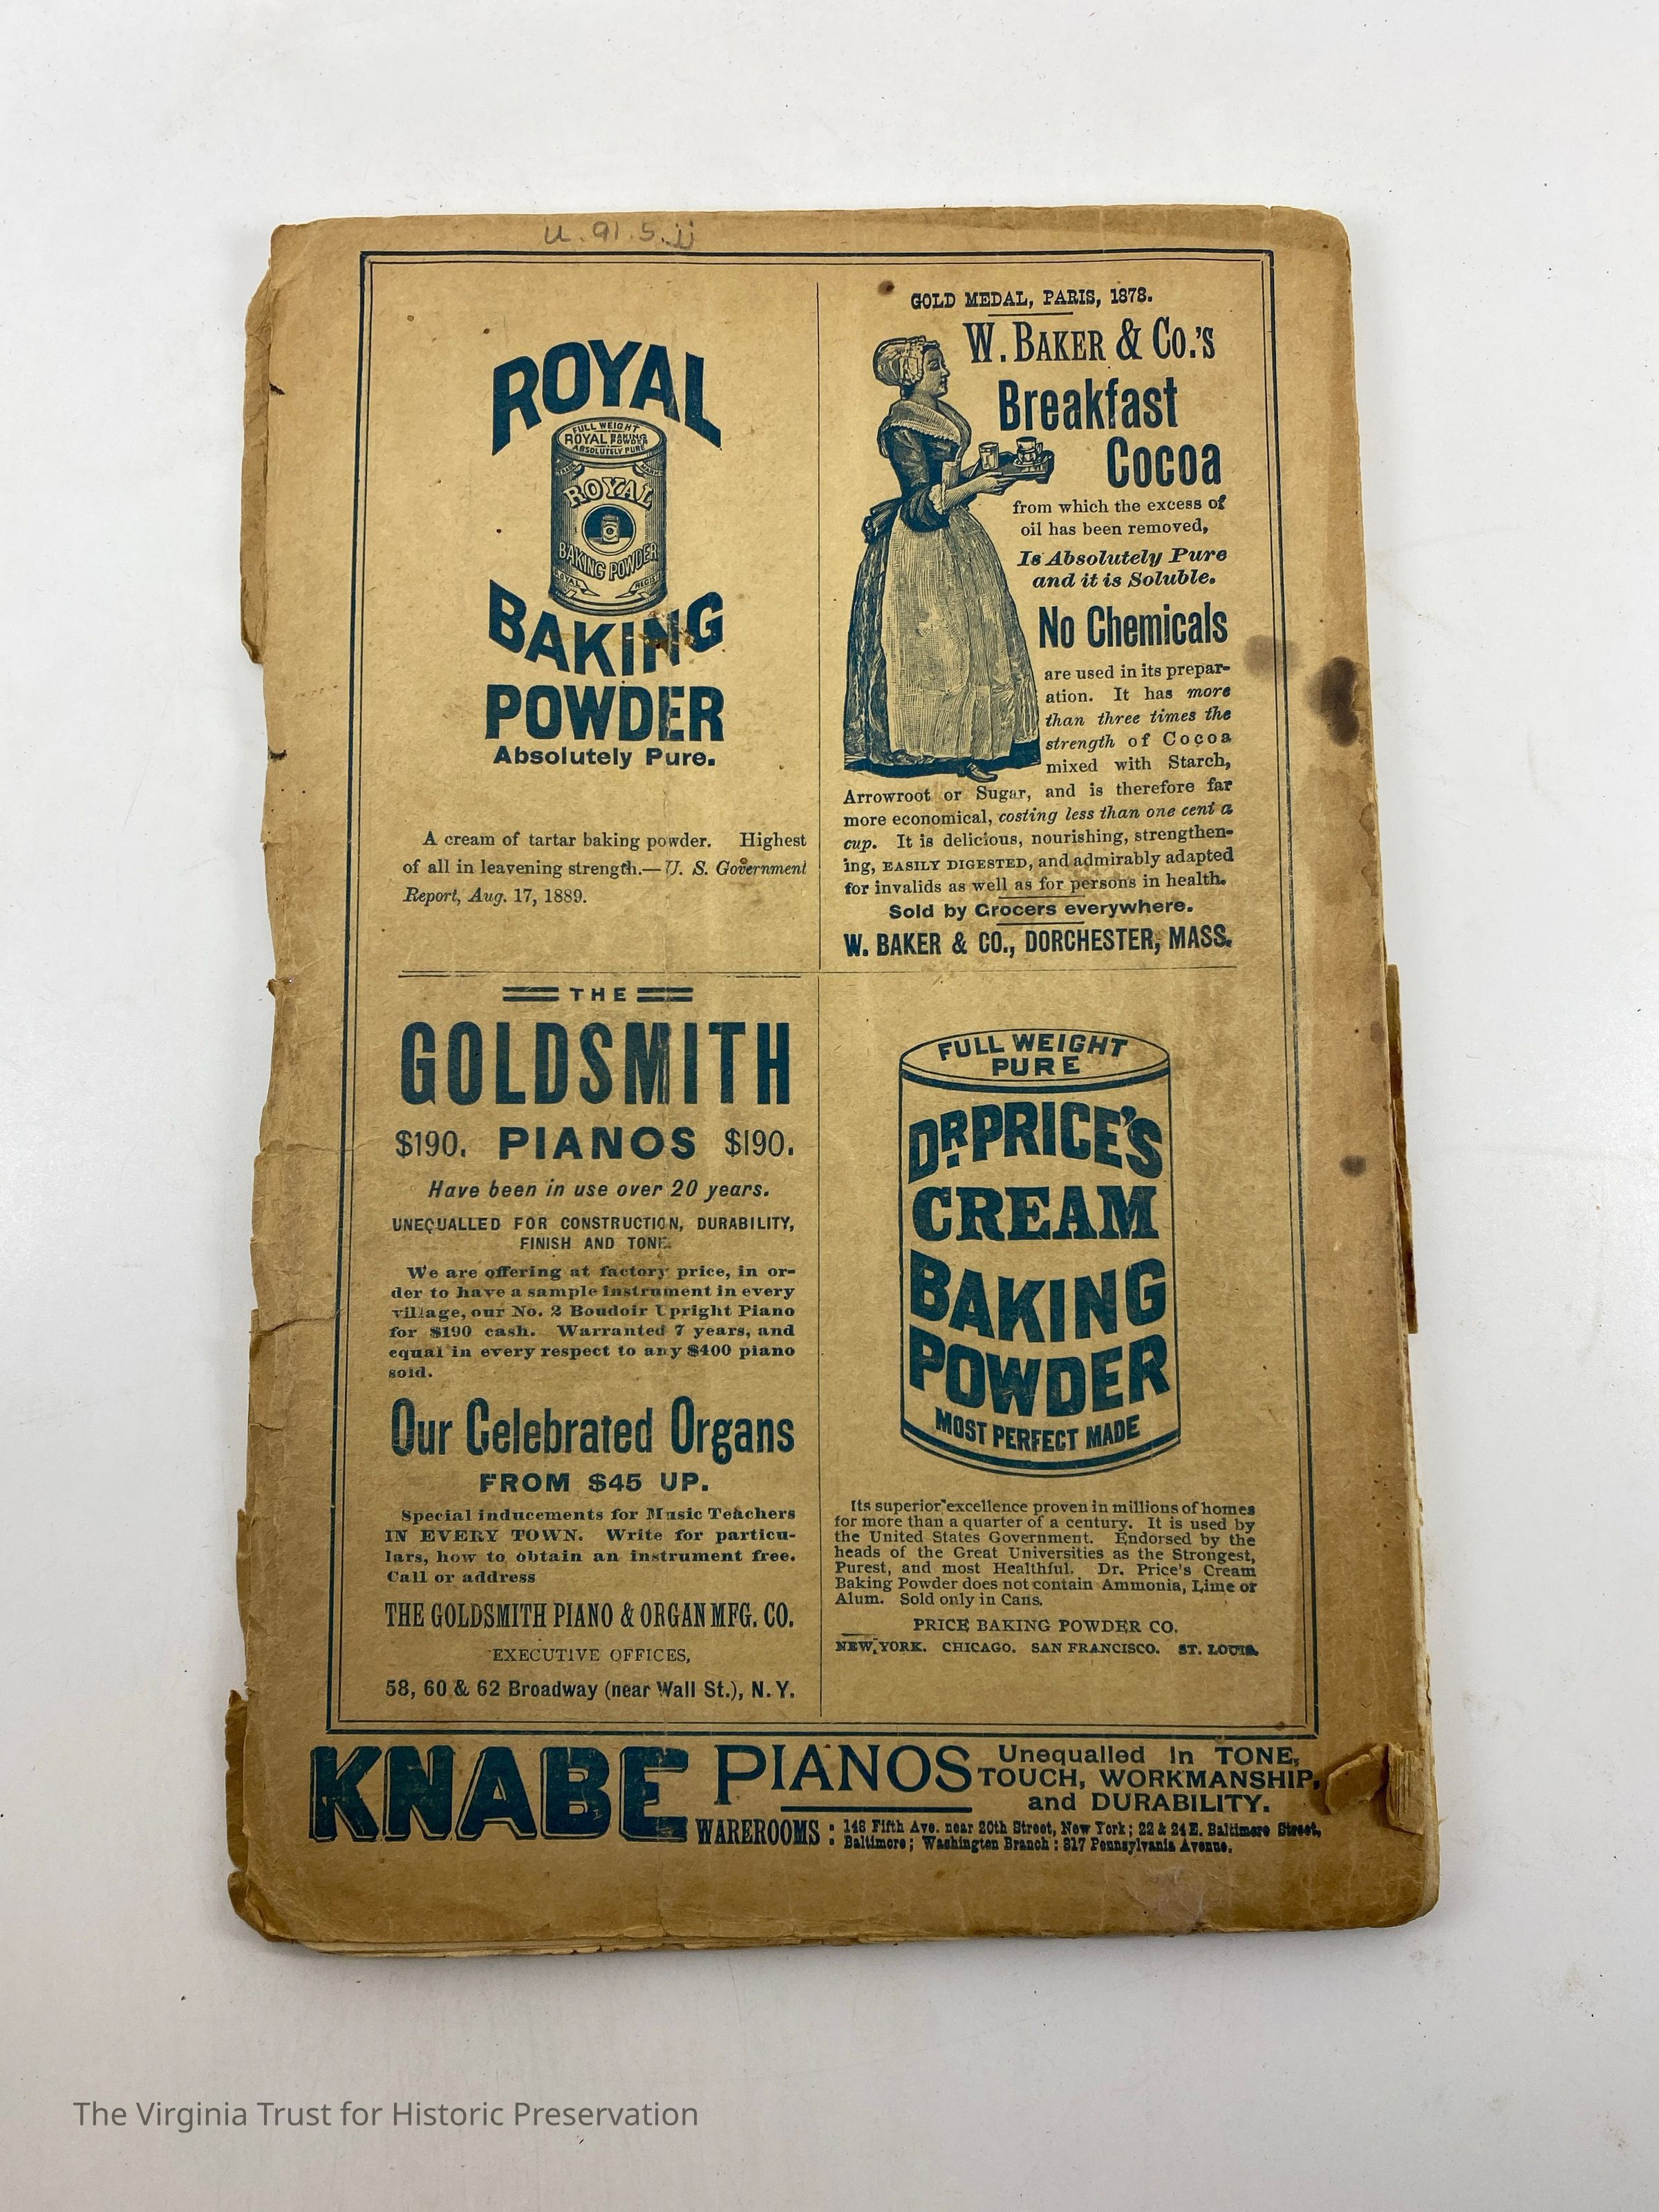 u.91.5.jj
ROYAL
FULL WEIGHT
ROYAL BAKING POWDER
ABSOLUTELY PURE
ROYAL
BAKING POWDER
BAKING
POWDER
Absolutely Pure.
A cream of tartar baking powder. Highest
of all in leavening strength.—U. S. Government
Report, Aug. 17, 1889.
GOLD MEDAL, PARIS, 1878.
W. BAKER & CO.'S
Breakfast
Cocoa
from which the excess of
oil has been removed,
Is Absolutely Pure
and it is Soluble.
No Chemicals
are used in its prepar-
ation. It has more
than three times the
strength of Cocoa
mixed with Starch,
Arrowroot or Sugar, and is therefore far
more economical, costing less than one cent a
cup. It is delicious, nourishing, strengthen-
ing, EASILY DIGESTED, and admirably adapted
for invalids as well as for persons in health.
Sold by Grocers everywhere.
W. BAKER & CO., DORCHESTER, MASS.
THE
GOLDSMITH
$190. PIANOS $190.
Have been in use over 20 years.
UNEQUALLED FOR CONSTRUCTION, DURABILITY,
FINISH AND TONE.
We are offering at factory price, in or-
der to have a sample instrument in every
village, our No. 2 Boudoir Upright Piano
for $190 cash. Warranted 7 years, and
equal in every respect to any $400 piano
sold.
Our Celebrated Organs
FROM $45 UP.
Special inducements for Music Teachers
IN EVERY TOWN. Write for particu-
lars, how to obtain an instrument free.
Call or address
THE GOLDSMITH PIANO & ORGAN MFG. CO.
EXECUTIVE OFFICES,
58, 60 & 62 Broadway (near Wall St.), N. Y.
FULL WEIGHT
PURE
DR PRICE'S
CREAM
BAKING
POWDER
MOST PERFECT MADE
Its superior excellence proven in millions of homes
for more than a quarter of a century. It is used by
the United States Government. Endorsed by the
heads of the Great Universities as the Strongest,
Purest, and most Healthful. Dr. Price's Cream
Baking Powder does not contain Ammonia, Lime or
Alum. Sold only in Cans.
PRICE BAKING POWDER CO.
NEW YORK. CHICAGO. SAN FRANCISCO. ST. LOUIS.
KNABE PIANOS
Unequalled in TONE,
TOUCH, WORKMANSHIP,
and DURABILITY.
WAREROOMS: 148 Fifth Ave. near 20th Street, New York; 22 & 24 E. Baltimore Street,
Baltimore; Washington Branch: 817 Pennsylvania Avenue.
The Virginia Trust for Historic Preservation